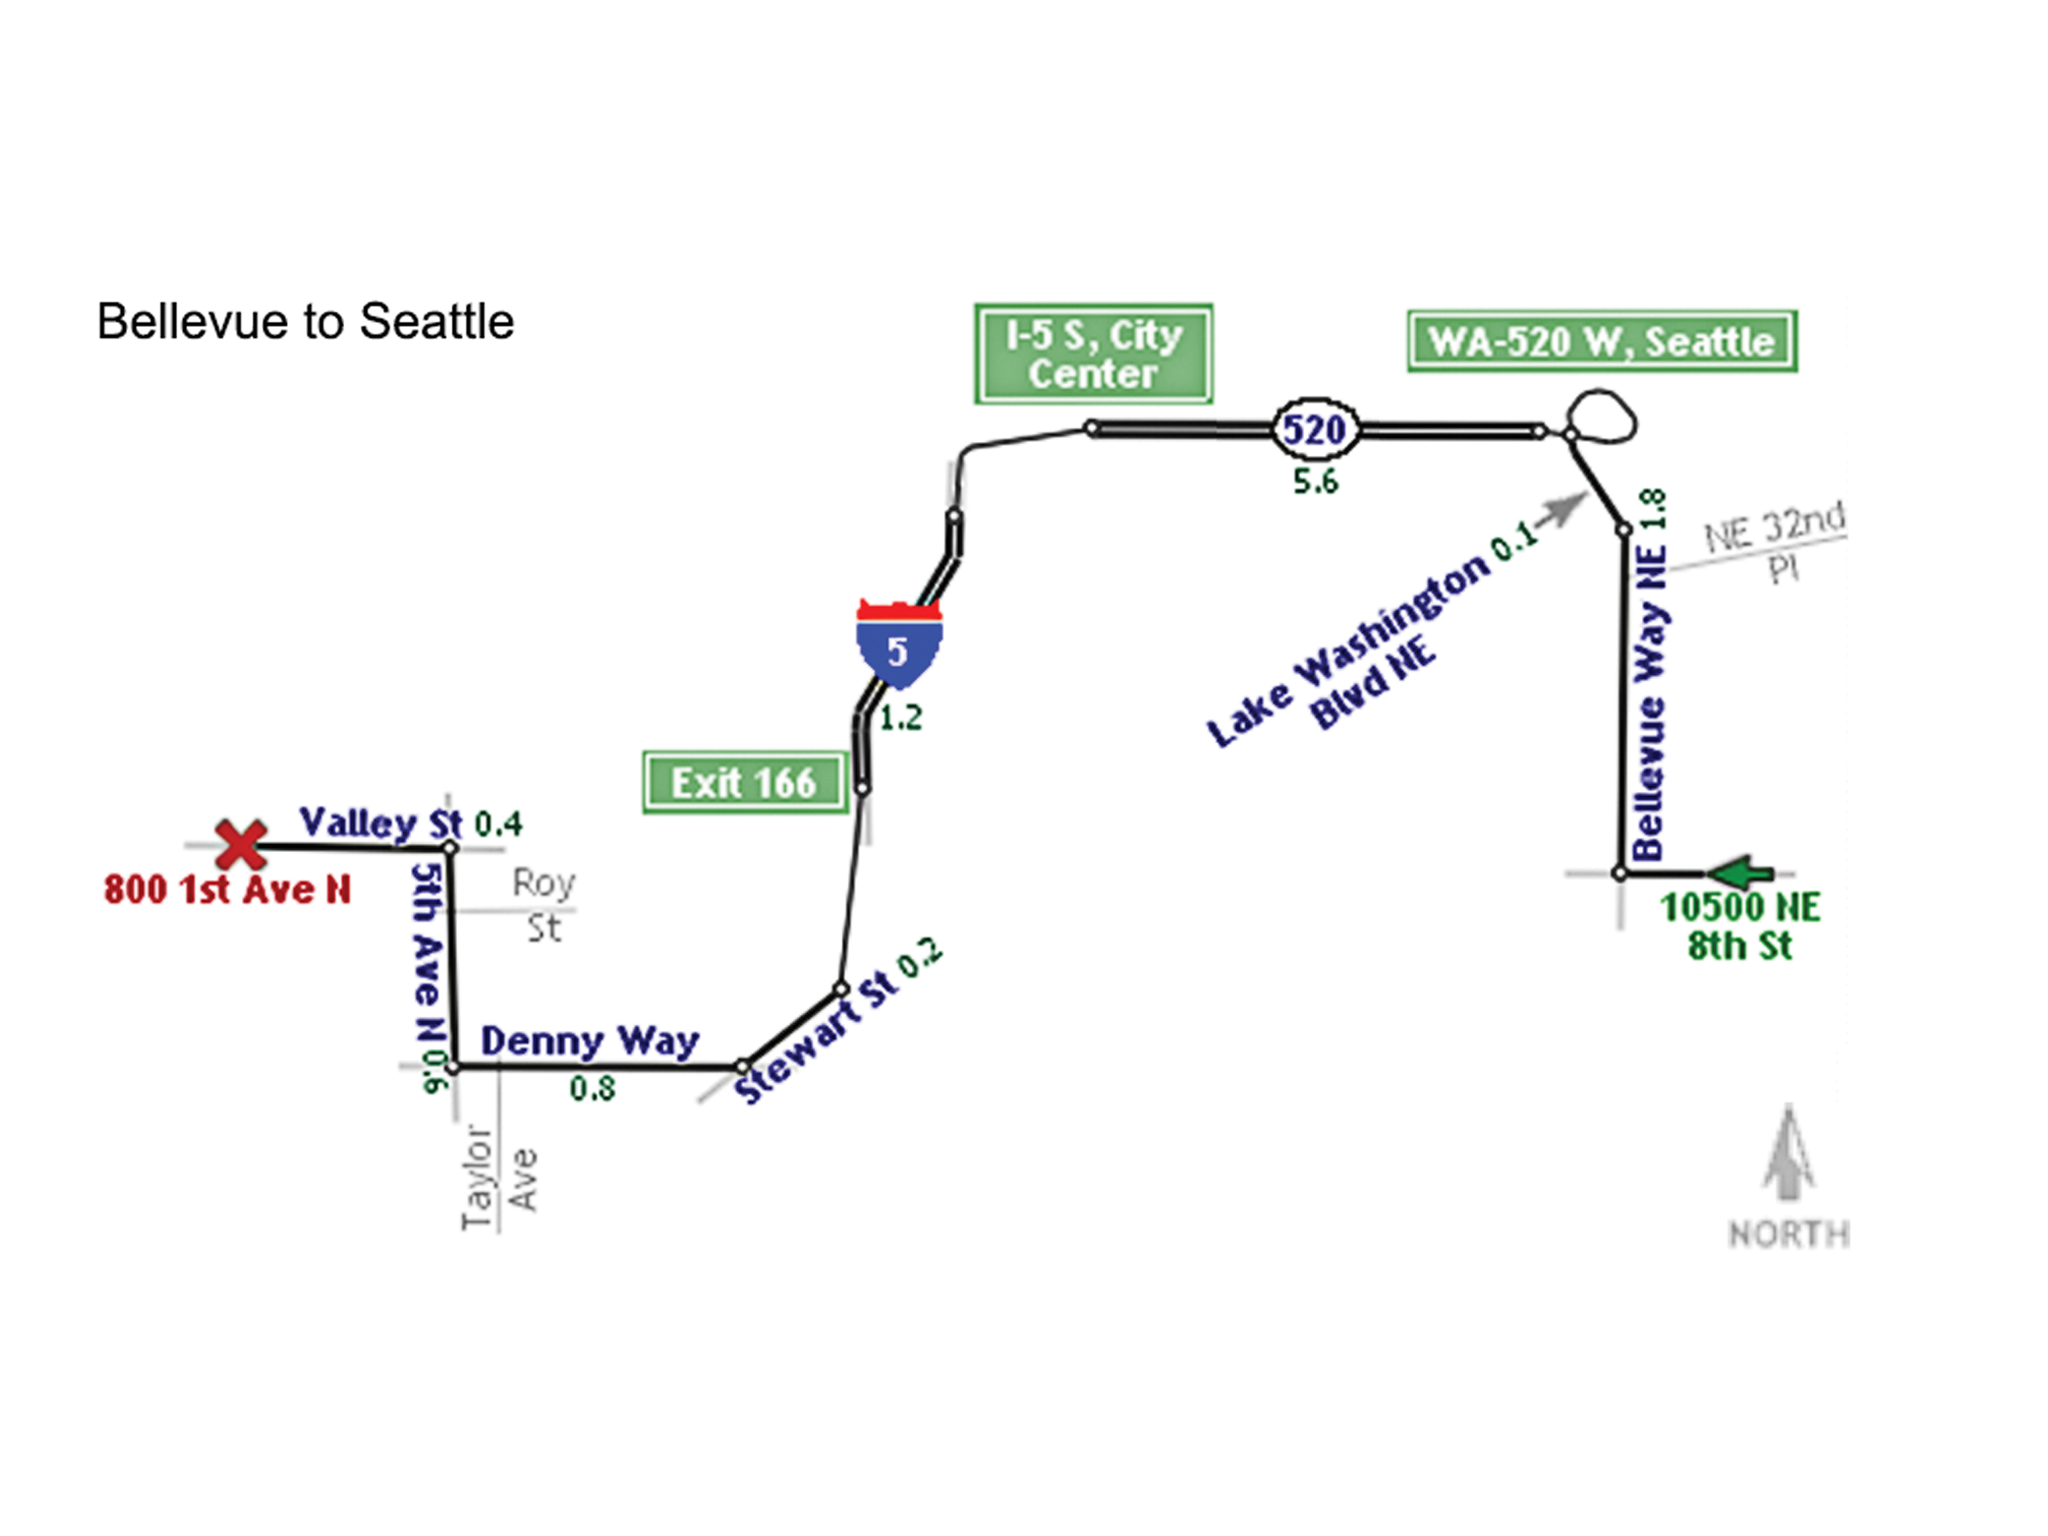 Bellevue to Seattle
I-5 S, City
Center
WA-520 W, Seattle
520
5.6
1.8
NE 32nd
Pl
Lake Washington 0.1
Blvd NE
Bellevue Way NE
5
1.2
Exit 166
Valley St 0.4
800 1st Ave N
5th Ave N
0.6
Roy
St
10500 NE
8th St
Stewart St 0.2
Denny Way
0.8
Taylor
Ave
NORTH